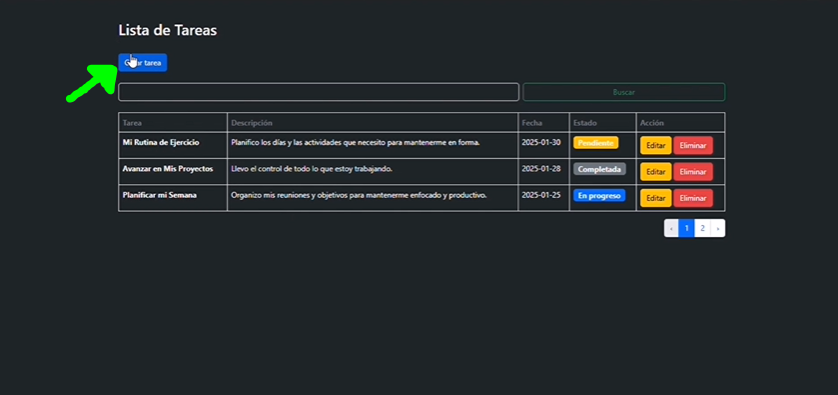 Lista de Tareas
tarea
Buscar
Tarea Descripción Fecha Estado Acción
Mi Rutina de Ejercicio Planifico los días y las actividades que necesito para mantenerme en forma. 2025-01-30 Pendiente Editar Eliminar
Avanzar en Mis Proyectos Llevo el control de todo lo que estoy trabajando. 2025-01-28 Completada Editar Eliminar
Planificar mi Semana Organizo mis reuniones y objetivos para mantenerme enfocado y productivo. 2025-01-25 En progreso Editar Eliminar
‹ 1 2 ›